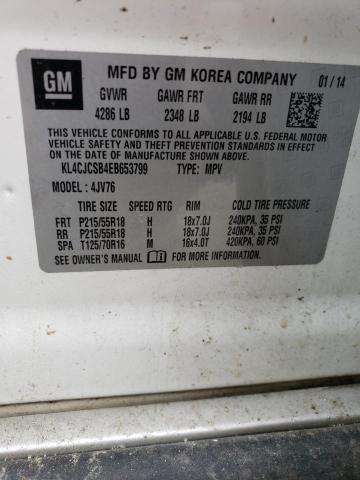 GM
MFD BY GM KOREA COMPANY 01/14
GVWR GAWR FRT GAWR RR
4286 LB 2348 LB 2194 LB
THIS VEHICLE CONFORMS TO ALL APPLICABLE U.S. FEDERAL MOTOR
VEHICLE SAFETY AND THEFT PREVENTION STANDARDS IN EFFECT ON
THE DATE OF MANUFACTURE SHOWN ABOVE.
KL4CJCSB4EB653799 TYPE: MPV
MODEL: 4JV76
TIRE SIZE SPEED RTG RIM COLD TIRE PRESSURE
FRT P215/55R18 H 18x7.0J 240KPA, 35 PSI
RR P215/55R18 H 18x7.0J 240KPA, 35 PSI
SPA T125/70R16 M 16x4.0T 420KPA, 60 PSI
SEE OWNER'S MANUAL FOR MORE INFORMATION.